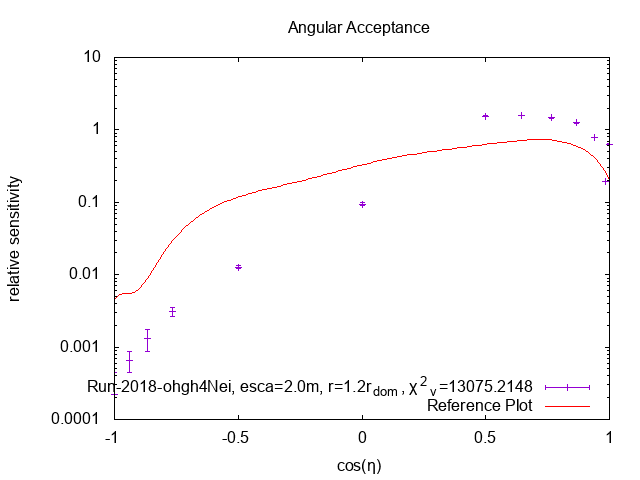 Angular Acceptance
10
1
0.1
0.01
0.001
0.0001
relative sensitivity
Run-2018-ohgh4Nei, esca=2.0m, r=1.2r_dom, χ²_ν=13075.2148
Reference Plot
-1 -0.5 0 0.5 1
cos(η)